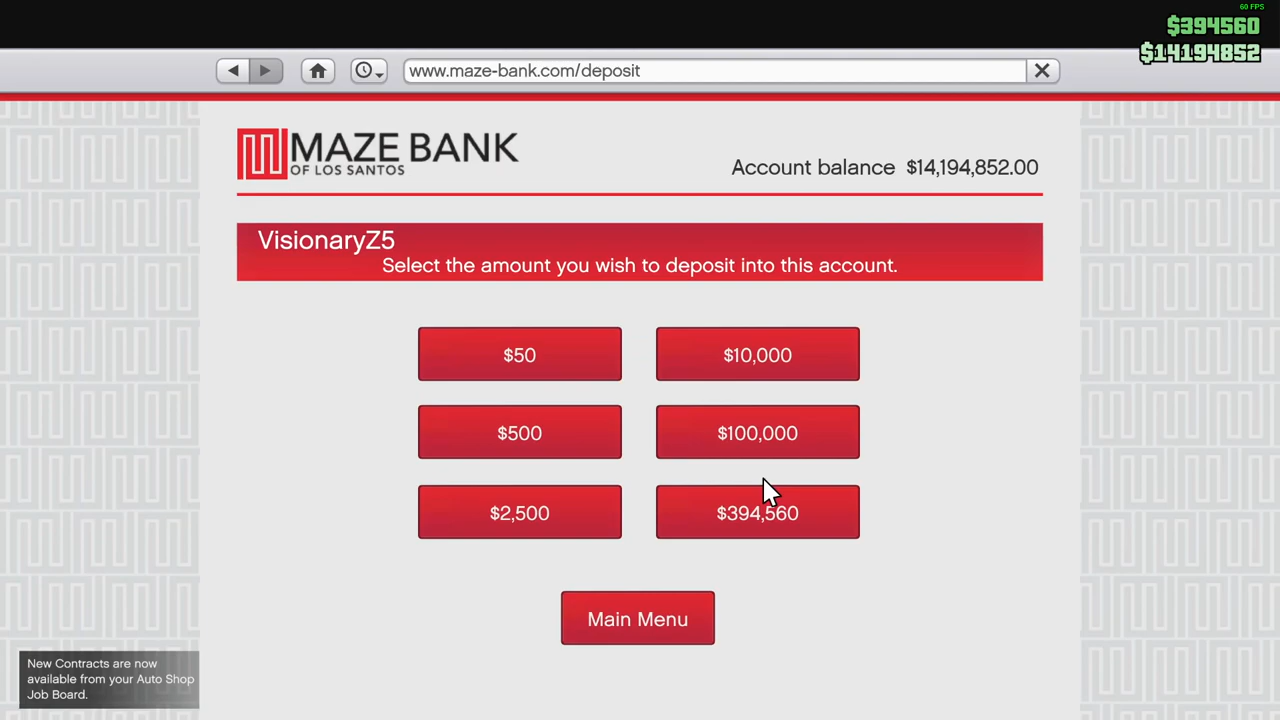 60 FPS
$394560
$14194852
www.maze-bank.com/deposit
MAZE BANK
OF LOS SANTOS
Account balance $14,194,852.00
VisionaryZ5
Select the amount you wish to deposit into this account.
$50
$10,000
$500
$100,000
$2,500
$394,560
Main Menu
New Contracts are now
available from your Auto Shop
Job Board.